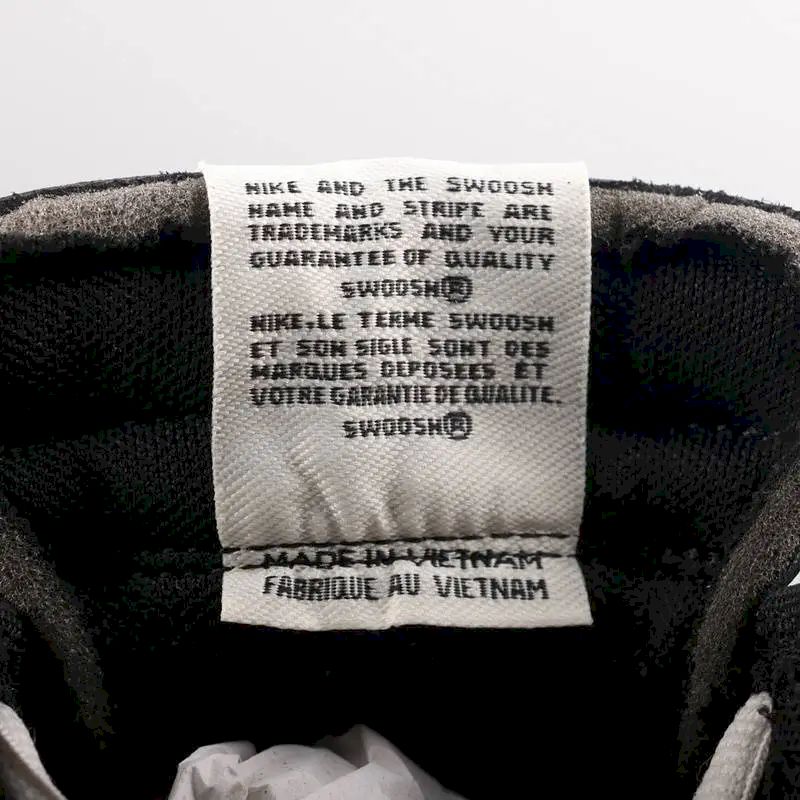 NIKE AND THE SWOOSH
NAME AND STRIPE ARE
TRADEMARKS AND YOUR
GUARANTEE OF QUALITY
SWOOSH®
NIKE.LE TERME SWOOSH
ET SON SIGLE SONT DES
MARQUES DEPOSEES ET
VOTRE GARANTIE DE QUALITE.
SWOOSH®
MADE IN VIETNAM
FABRIQUE AU VIETNAM